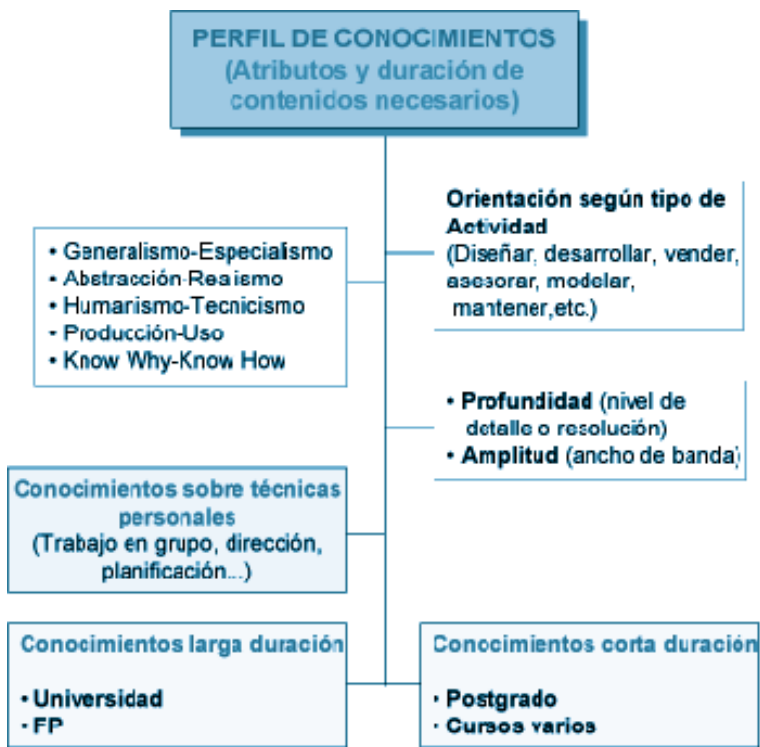 PERFIL DE CONOCIMIENTOS
(Atributos y duración de
contenidos necesarios)
Orientación según tipo de
Actividad
(Diseñar, desarrollar, vender,
asesorar, modelar,
mantener,etc.)
• Generalismo-Especialismo
• Abstracción-Realismo
• Humanismo-Tecnicismo
• Producción-Uso
• Know Why-Know How
• Profundidad (nivel de
detalle o resolución)
• Amplitud (ancho de banda)
Conocimientos sobre técnicas
personales
(Trabajo en grupo, dirección,
planificación...)
Conocimientos larga duración
• Universidad
• FP
Conocimientos corta duración
• Postgrado
• Cursos varios